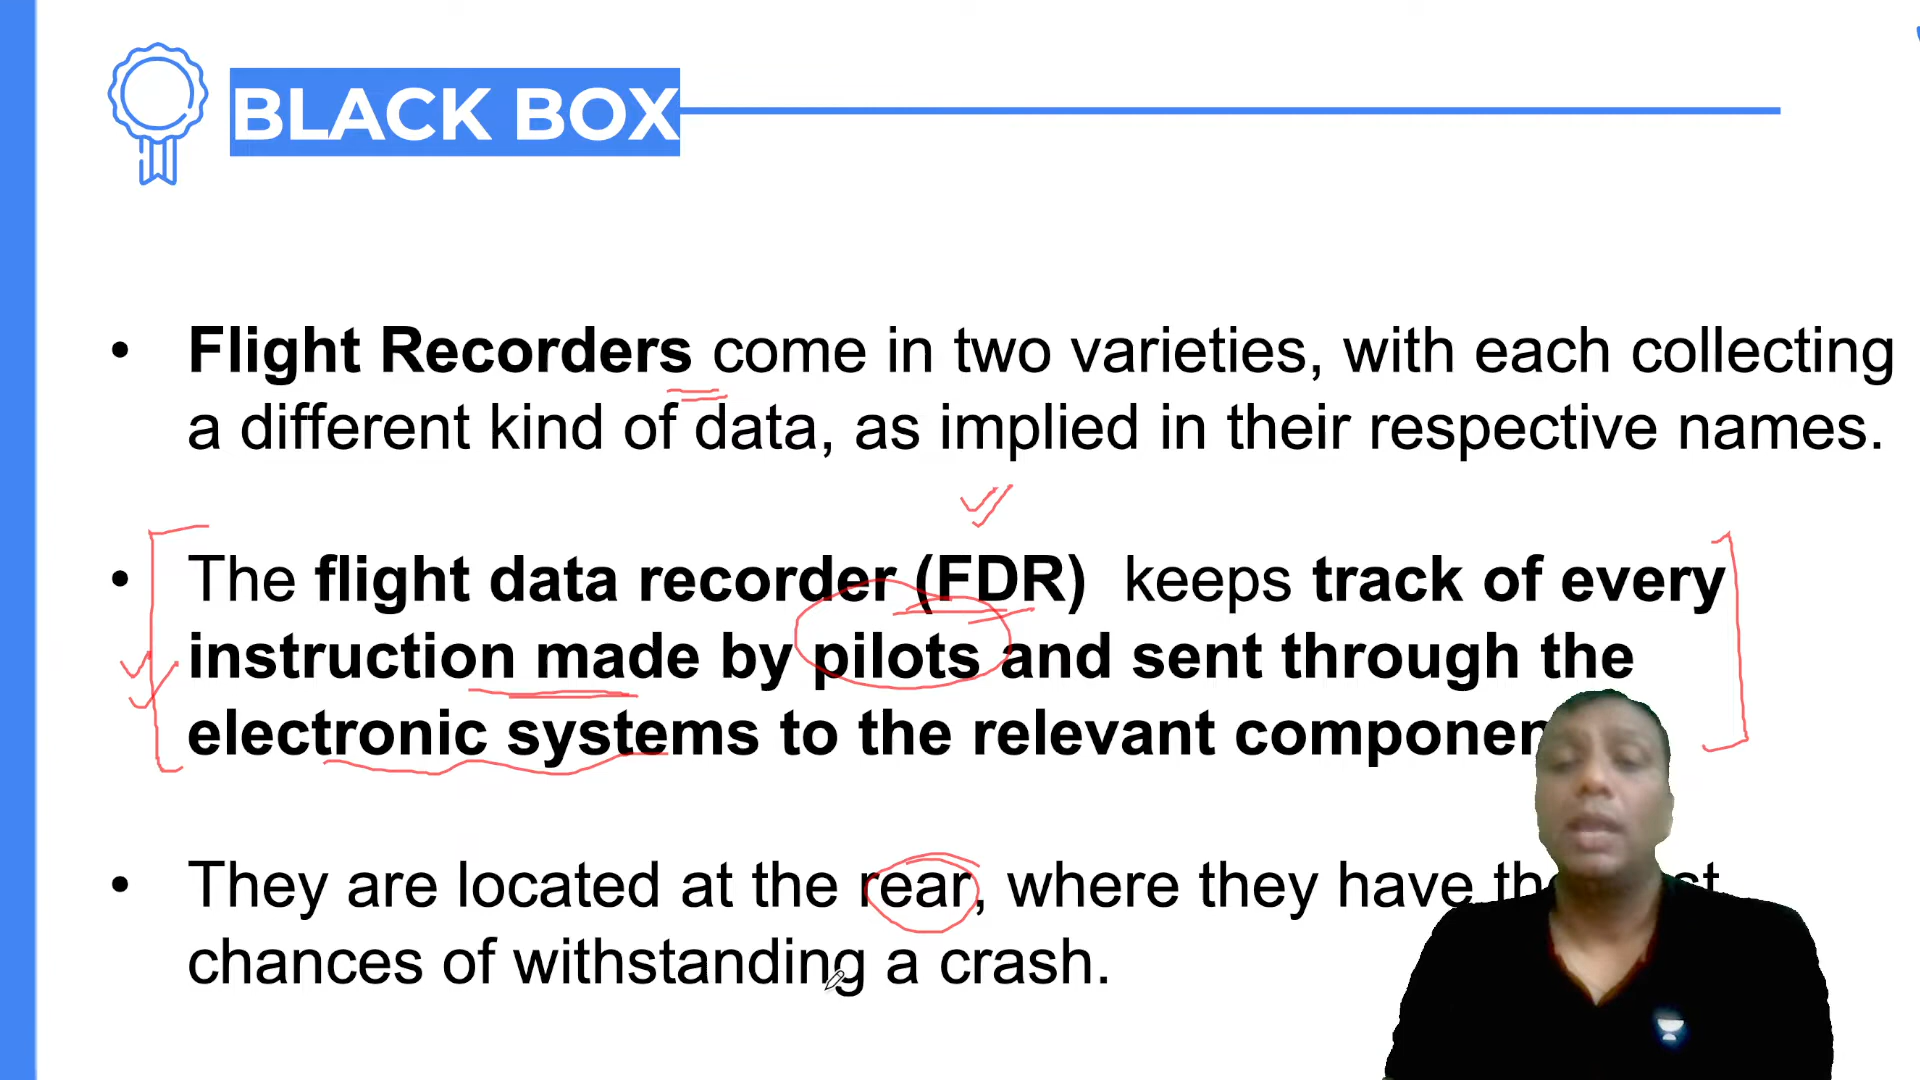 BLACK BOX
• Flight Recorders come in two varieties, with each collecting
a different kind of data, as implied in their respective names.
• The flight data recorder (FDR) keeps track of every
instruction made by pilots and sent through the
electronic systems to the relevant
• They are located at the rear, where they have
chances of withstanding a crash.